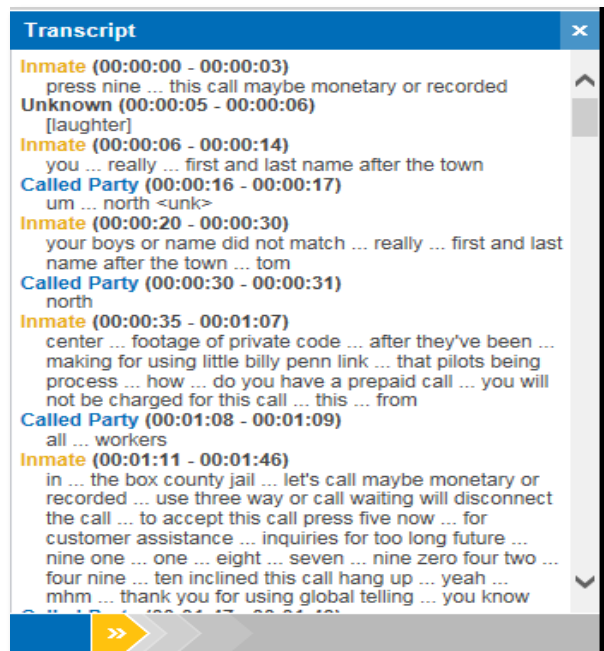 Transcript
Inmate (00:00:00 - 00:00:03)
press nine ... this call maybe monetary or recorded
Unknown (00:00:05 - 00:00:06)
[laughter]
Inmate (00:00:06 - 00:00:14)
you ... really ... first and last name after the town
Called Party (00:00:16 - 00:00:17)
um ... north <unk>
Inmate (00:00:20 - 00:00:30)
your boys or name did not match ... really ... first and last
name after the town ... tom
Called Party (00:00:30 - 00:00:31)
north
Inmate (00:00:35 - 00:01:07)
center ... footage of private code ... after they've been ...
making for using little billy penn link ... that pilots being
process ... how ... do you have a prepaid call ... you will
not be charged for this call ... this ... from
Called Party (00:01:08 - 00:01:09)
all ... workers
Inmate (00:01:11 - 00:01:46)
in ... the box county jail ... let's call maybe monetary or
recorded ... use three way or call waiting will disconnect
the call ... to accept this call press five now ... for
customer assistance ... inquiries for too long future ...
nine one ... one ... eight ... seven ... nine zero four two ...
four nine ... ten inclined this call hang up ... yeah ...
mhm ... thank you for using global telling ... you know